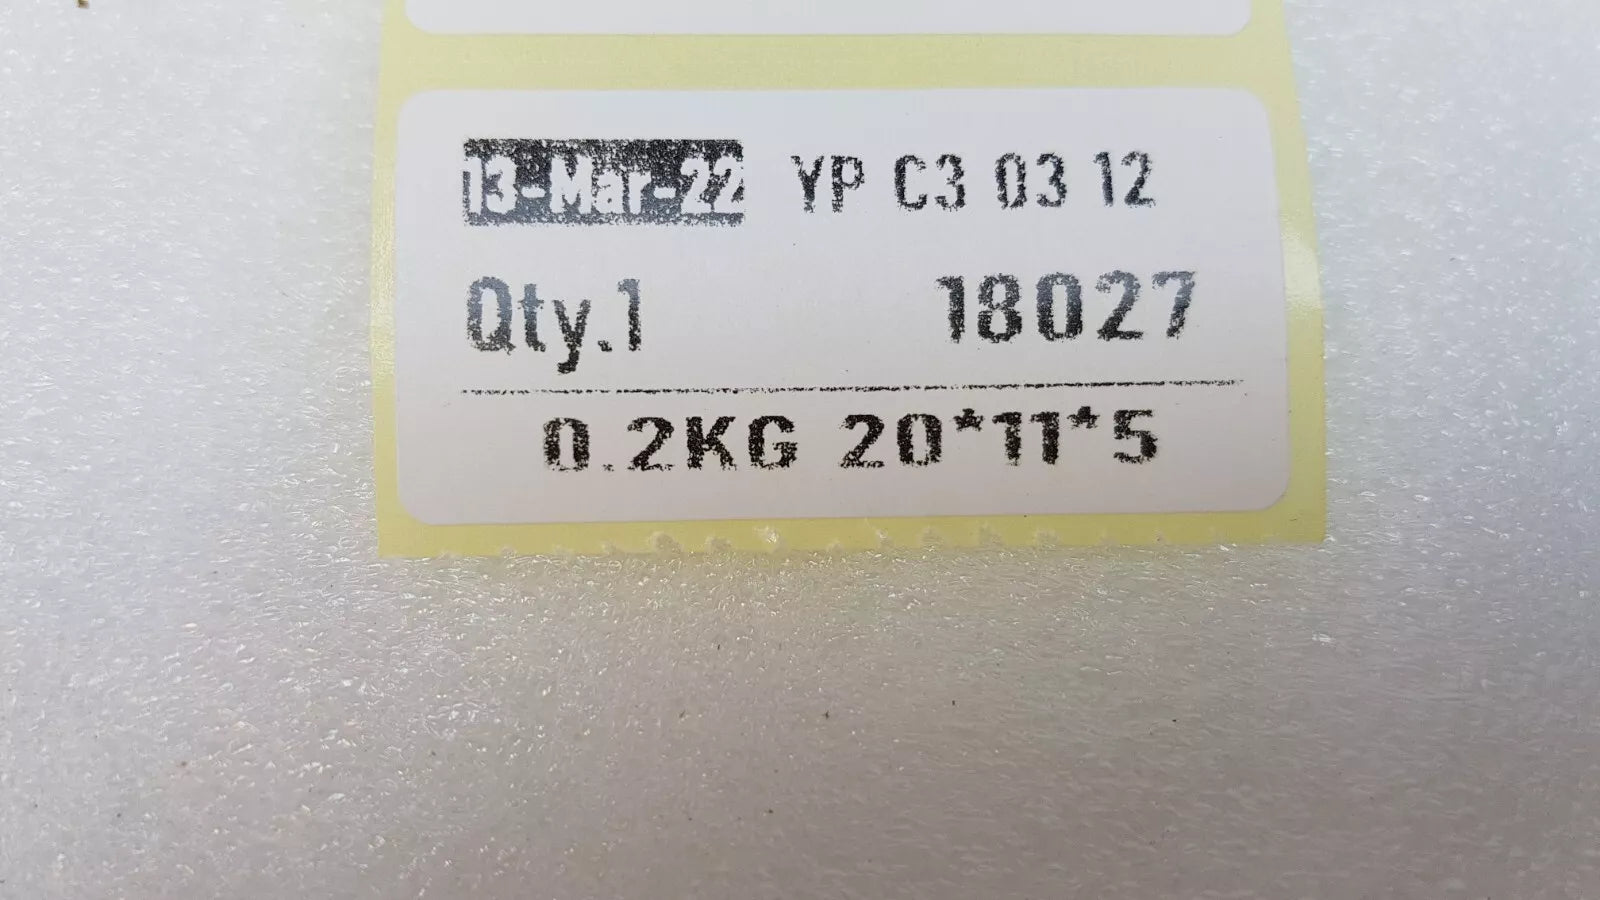 13-Mar-22 YP C3 03 12
Qty.1 18027
0.2KG 20*11*5